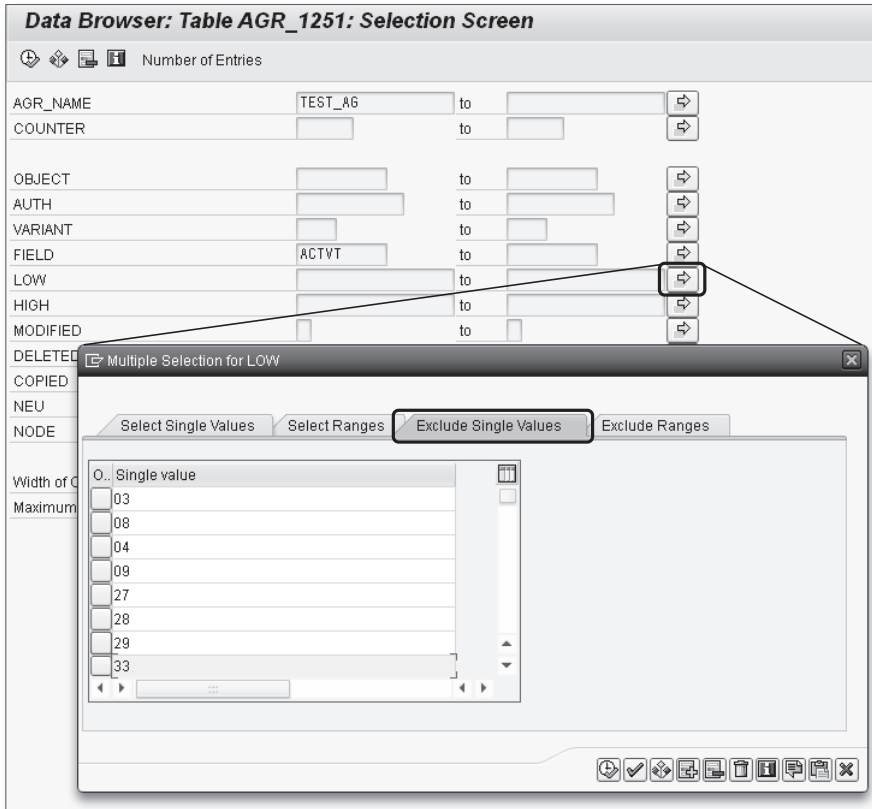 Data Browser: Table AGR_1251: Selection Screen
Number of Entries
AGR_NAME TEST_AG to
COUNTER to
OBJECT to
AUTH to
VARIANT to
FIELD ACTVT to
LOW to
HIGH to
MODIFIED to
DELETED
COPIED
NEU
NODE
Width of
Maximum
Multiple Selection for LOW
Select Single Values Select Ranges Exclude Single Values Exclude Ranges
O.. Single value
03
08
04
09
27
28
29
33